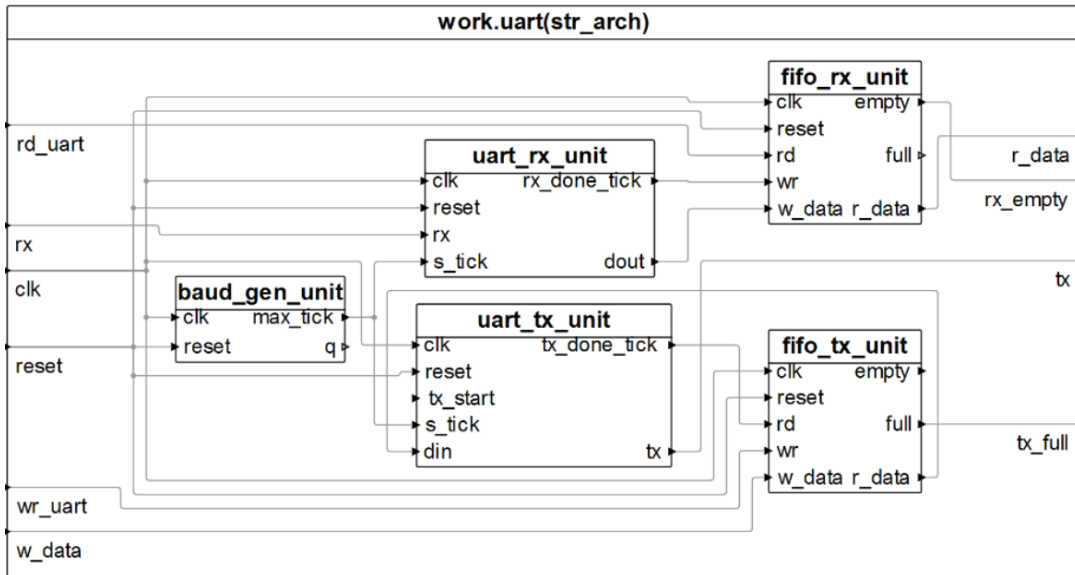 work.uart(str_arch)
fifo_rx_unit
clk empty
reset
rd full
wr
w_data r_data
rd_uart
uart_rx_unit
clk rx_done_tick
reset
rx
s_tick dout
r_data
rx_empty
rx
clk
baud_gen_unit
clk max_tick
reset q
tx
uart_tx_unit
clk tx_done_tick
reset
tx_start
s_tick
din tx
fifo_tx_unit
clk empty
reset
rd full
wr
w_data r_data
reset
tx_full
wr_uart
w_data